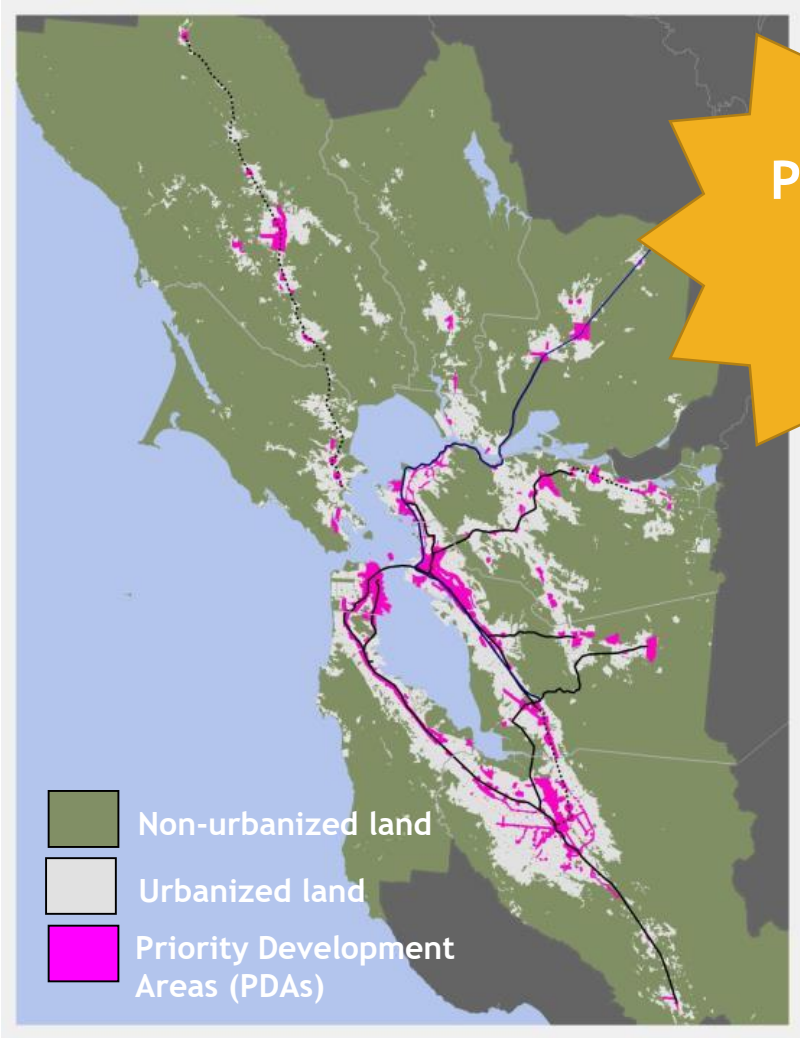 P
Non-urbanized land
Urbanized land
Priority Development
Areas (PDAs)